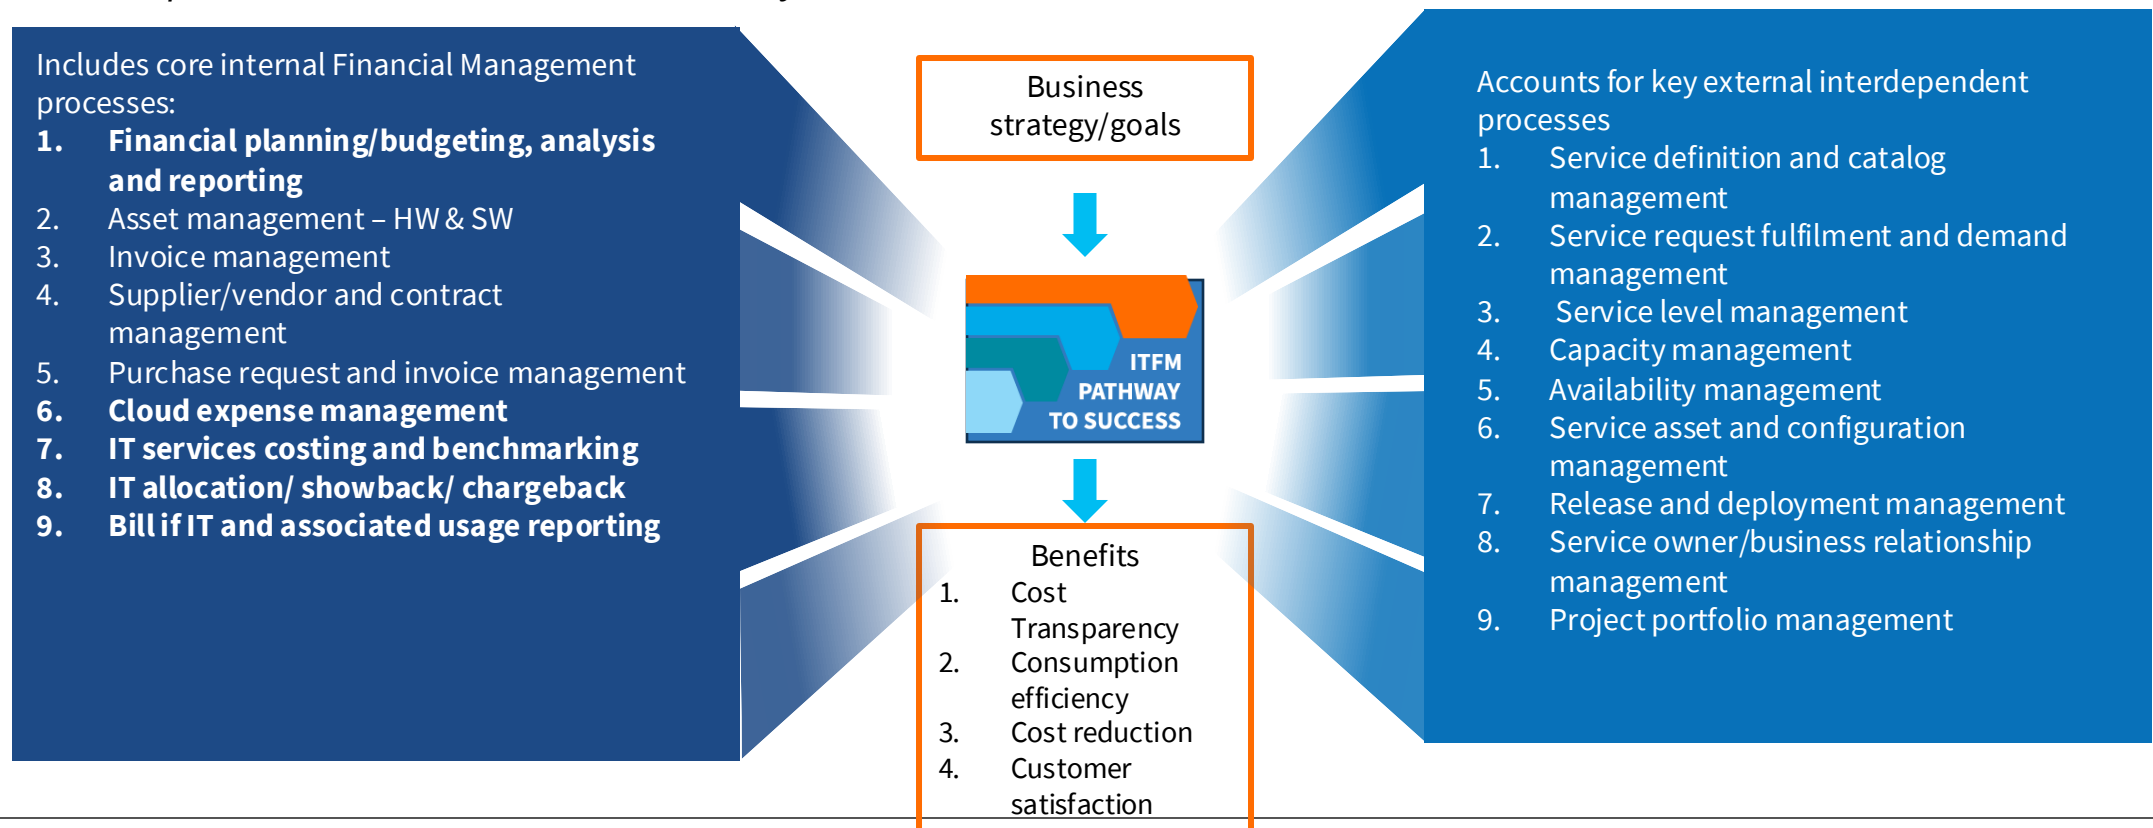 Includes core internal Financial Management
processes:
1. Financial planning/budgeting, analysis
and reporting
2. Asset management – HW & SW
3. Invoice management
4. Supplier/vendor and contract
management
5. Purchase request and invoice management
6. Cloud expense management
7. IT services costing and benchmarking
8. IT allocation/ showback/ chargeback
9. Bill if IT and associated usage reporting
Business
strategy/goals
ITFM
PATHWAY
TO SUCCESS
Benefits
1. Cost
Transparency
2. Consumption
efficiency
3. Cost reduction
4. Customer
satisfaction
Accounts for key external interdependent
processes
1. Service definition and catalog
management
2. Service request fulfilment and demand
management
3. Service level management
4. Capacity management
5. Availability management
6. Service asset and configuration
management
7. Release and deployment management
8. Service owner/business relationship
management
9. Project portfolio management